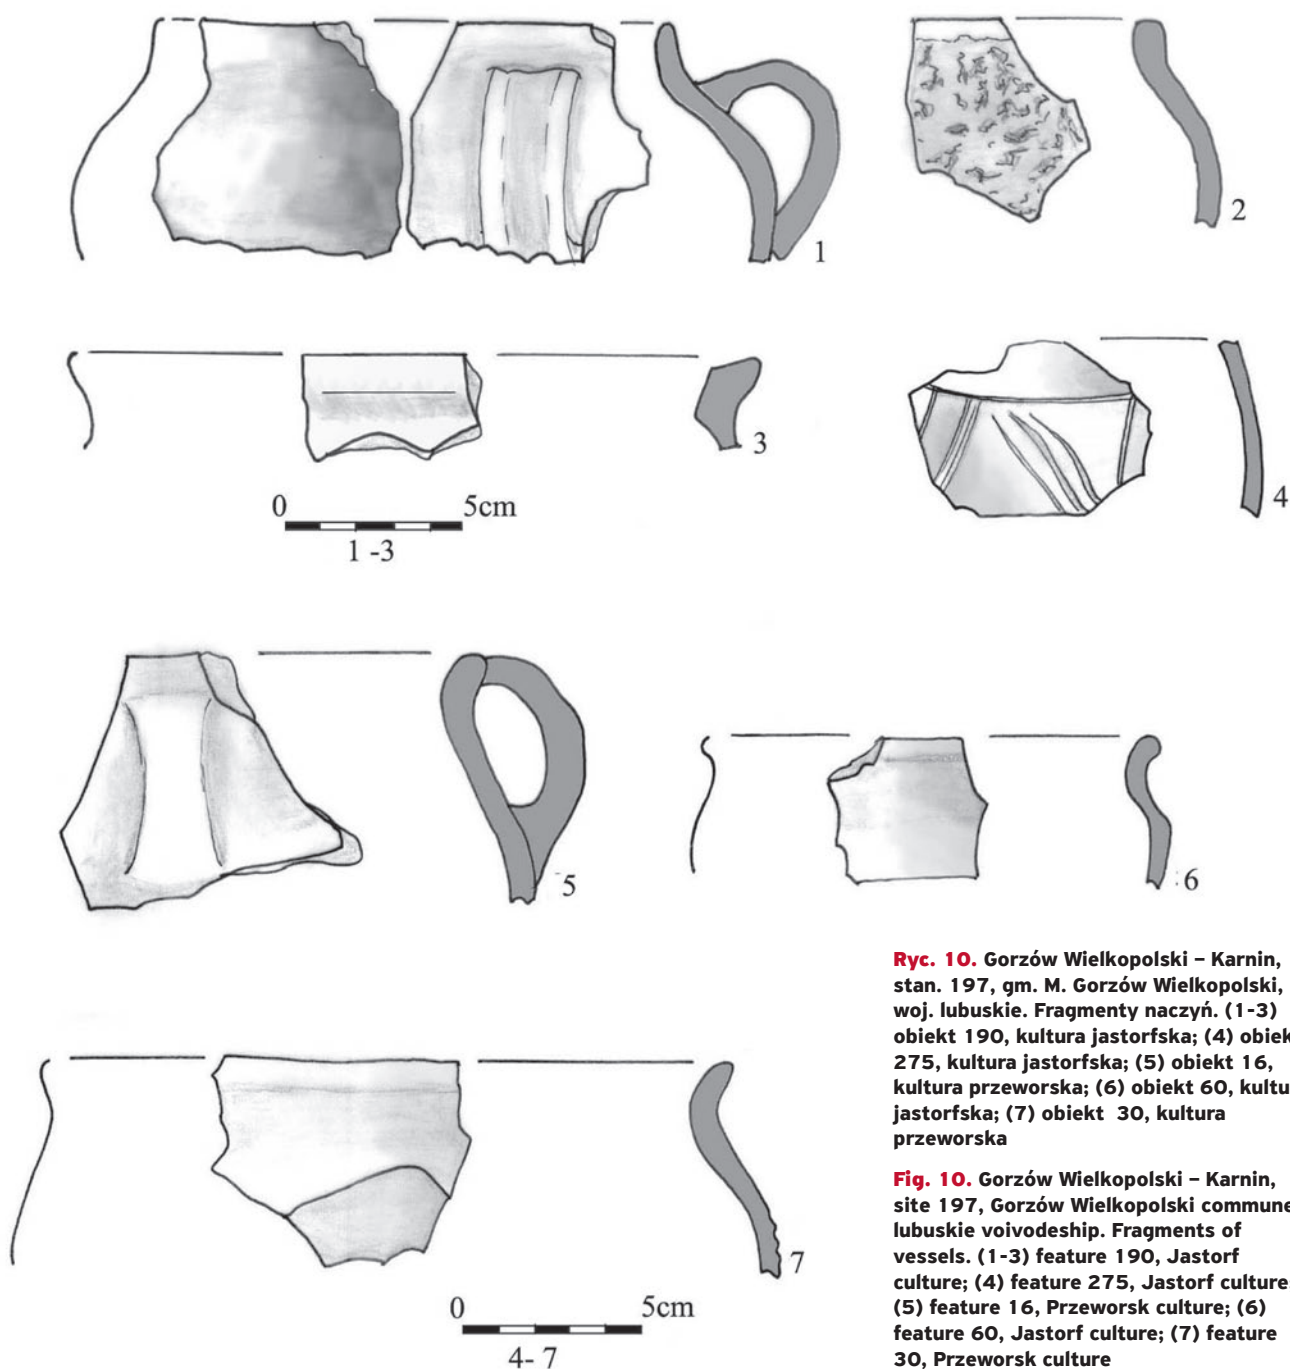 1
2
3
4
0 5cm
1 -3
5
6
7
0 5cm
4- 7
Ryc. 10. Gorzów Wielkopolski – Karnin,
stan. 197, gm. M. Gorzów Wielkopolski,
woj. lubuskie. Fragmenty naczyń. (1-3)
obiekt 190, kultura jastorfska; (4)
275, kultura jastorfska; (5) obiekt 16,
kultura przeworska; (6) obiekt 60,
jastorfska; (7) obiekt 30, kultura
przeworska
Fig. 10. Gorzów Wielkopolski – Karnin,
site 197, Gorzów Wielkopolski commune
lubuskie voivodeship. Fragments of
vessels. (1-3) feature 190, Jastorf
culture; (4) feature 275, Jastorf culture;
(5) feature 16, Przeworsk culture; (6)
feature 60, Jastorf culture; (7) feature
30, Przeworsk culture